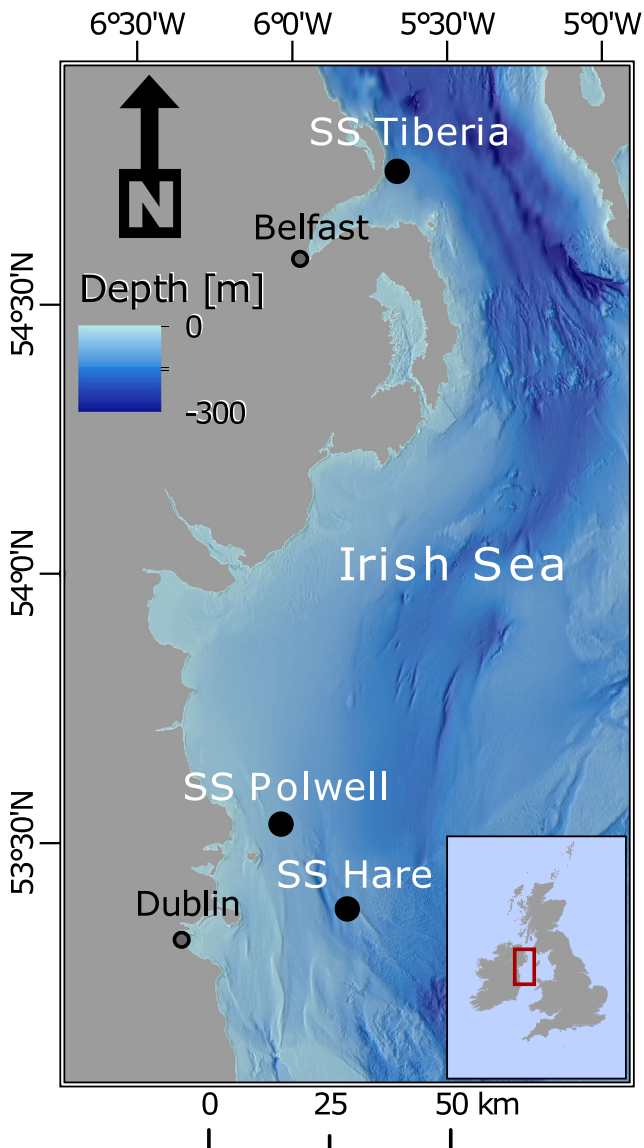 6°30'W 6°0'W 5°30'W 5°0'W
SS Tiberia
N
Belfast
Depth [m]
0
-300
54°30'N
Irish Sea
54°0'N
SS Polwell
53°30'N
SS Hare
Dublin
0 25 50 km